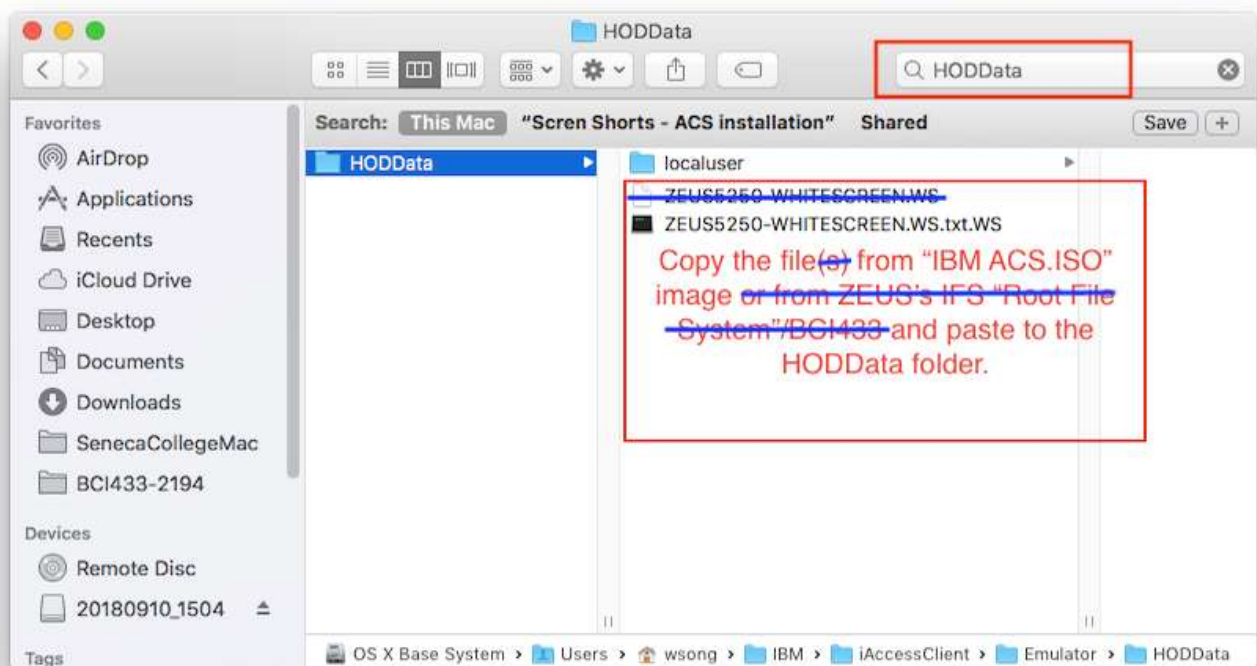 HODData
HODData
Favorites
AirDrop
Applications
Recents
iCloud Drive
Desktop
Documents
Downloads
SenecaCollegeMac
BCI433-2194
Devices
Remote Disc
20180910_1504
Tags
Search: This Mac "Scren Shorts - ACS installation" Shared Save +
HODData
localuser
ZEUS5250-WHITESCREEN.WS
ZEUS5250-WHITESCREEN.WS.txt.WS
Copy the file(s) from “IBM ACS.ISO”
image or from ZEUS's IFS “Root File
System”/BCI433 and paste to the
HODData folder.
OS X Base System › Users › wsong › IBM › iAccessClient › Emulator › HODData